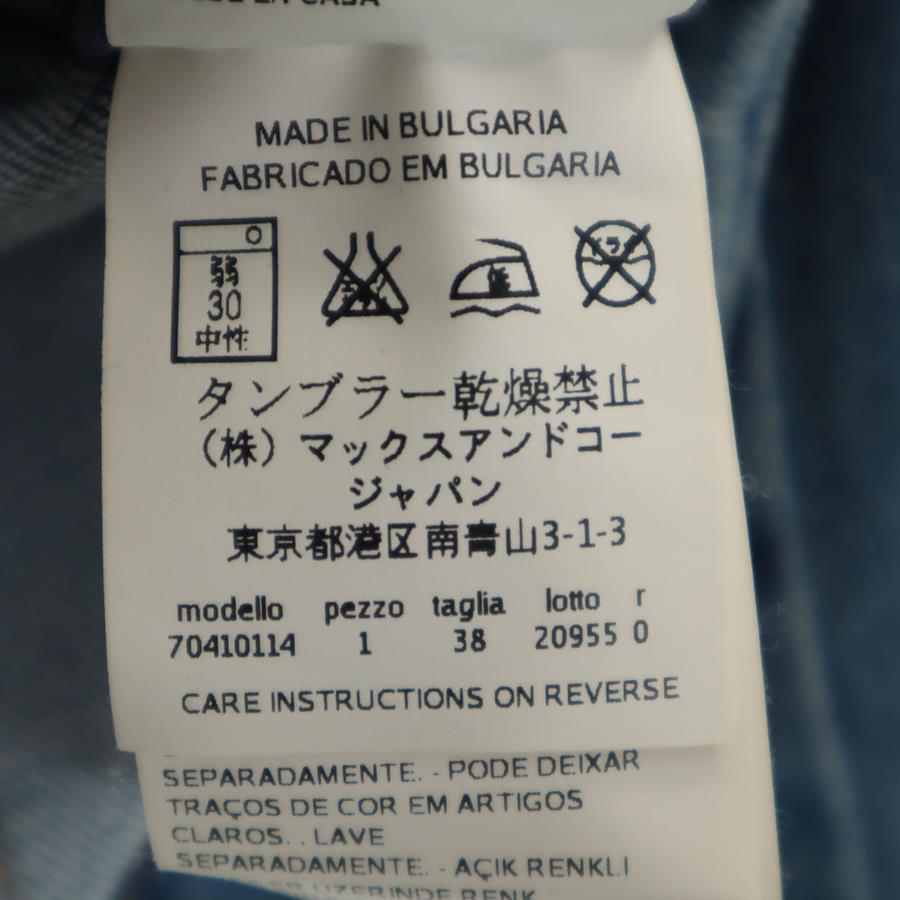 MADE IN BULGARIA
FABRICADO EM BULGARIA
弱
30
中性
低
タンブラー乾燥禁止
（株）マックスアンドコー
ジャパン
東京都港区南青山3-1-3
modello pezzo taglia lotto r
70410114 1 38 20955 0
CARE INSTRUCTIONS ON REVERSE
SEPARADAMENTE. - PODE DEIXAR
TRAÇOS DE COR EM ARTIGOS
CLAROS. . LAVE
SEPARADAMENTE. - AÇIK RENKLI
ÜZERINDE RENK